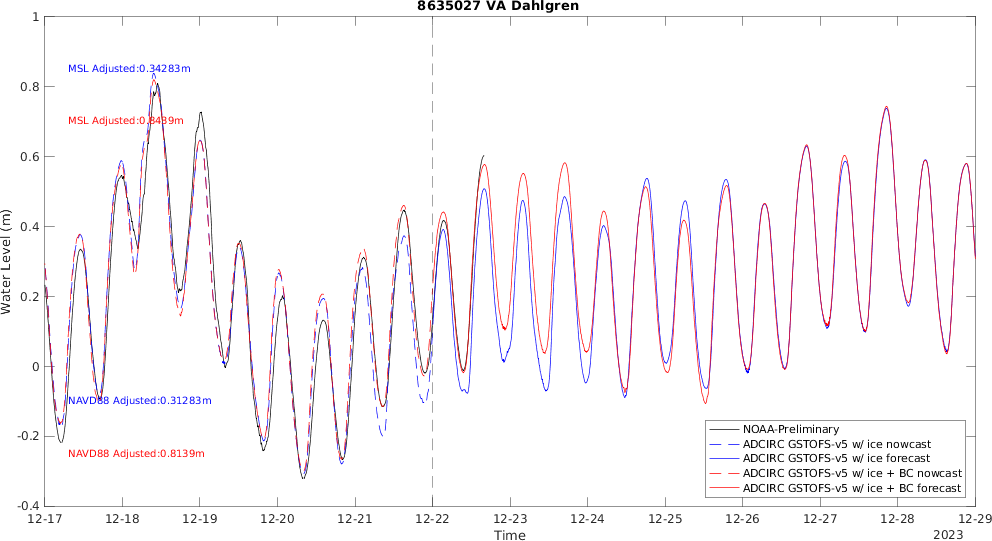 8635027 VA Dahlgren
1
0.8
0.6
0.4
0.2
0
-0.2
-0.4
Water Level (m)
MSL Adjusted:0.34283m
MSL Adjusted:0.8439m
NAVD88 Adjusted:0.31283m
NAVD88 Adjusted:0.8139m
NOAA-Preliminary
ADCIRC GSTOFS-v5 w/ ice nowcast
ADCIRC GSTOFS-v5 w/ ice forecast
ADCIRC GSTOFS-v5 w/ ice + BC nowcast
ADCIRC GSTOFS-v5 w/ ice + BC forecast
12-17 12-18 12-19 12-20 12-21 12-22 12-23 12-24 12-25 12-26 12-27 12-28 12-29
Time
2023